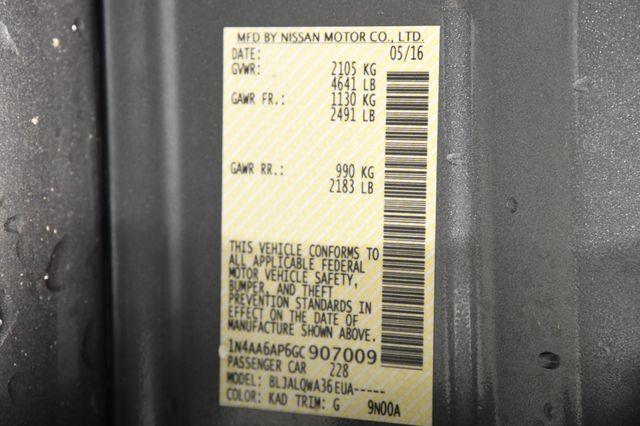 MFD BY NISSAN MOTOR CO., LTD.
DATE: 05/16
GVWR: 2105 KG
4641 LB
GAWR FR.: 1130 KG
2491 LB
GAWR RR.: 990 KG
2183 LB
THIS VEHICLE CONFORMS TO
ALL APPLICABLE FEDERAL
MOTOR VEHICLE SAFETY,
BUMPER, AND THEFT
PREVENTION STANDARDS IN
EFFECT ON THE DATE OF
MANUFACTURE SHOWN ABOVE.
1N4AA6AP6GC907009
PASSENGER CAR 228
MODEL: BLJALQWA36EUA-----
COLOR: KAD TRIM: G 9N00A